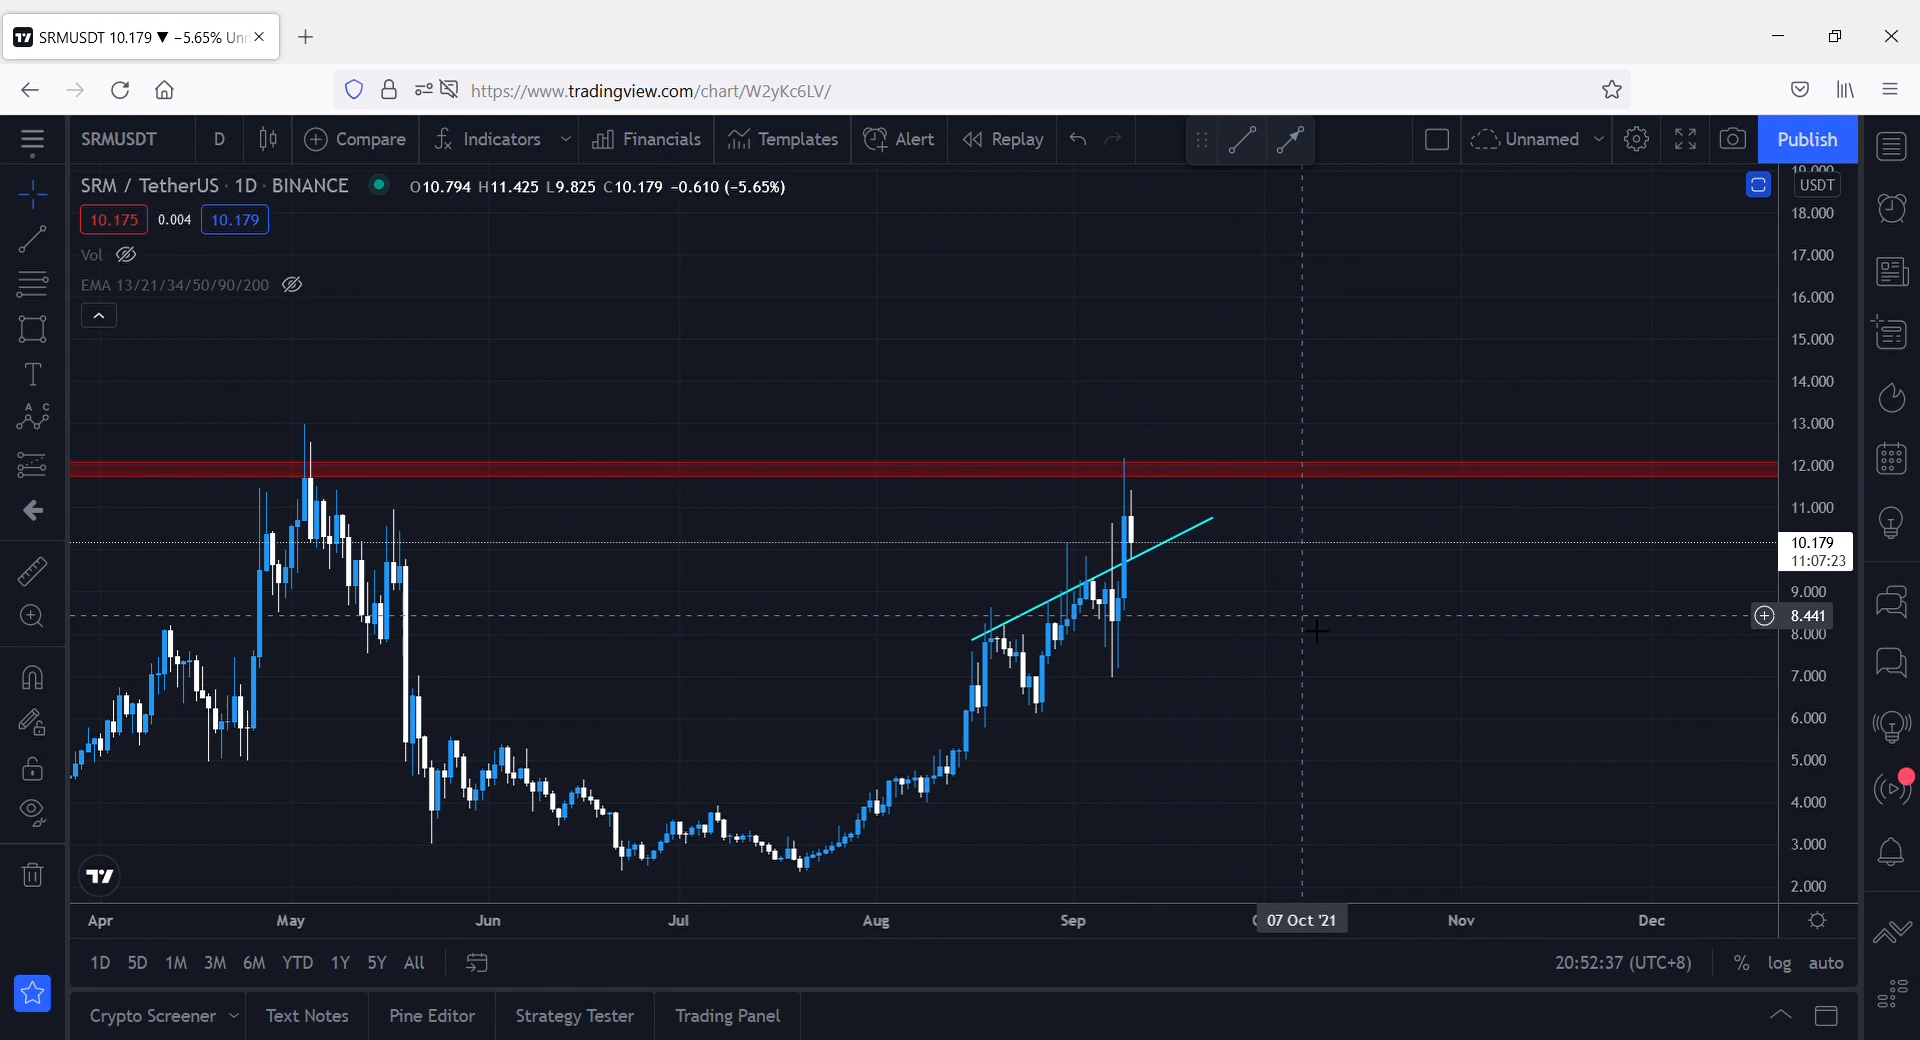 SRMUSDT 10.179 ▼ −5.65% Unn
https://www.tradingview.com/chart/W2yKc6LV/
SRMUSDT D Compare Indicators Financials Templates Alert Replay Unnamed Publish
SRM / TetherUS · 1D · BINANCE O10.794 H11.425 L9.825 C10.179 −0.610 (−5.65%)
USDT
10.175 0.004 10.179
Vol
EMA 13/21/34/50/90/200
19.000
18.000
17.000
16.000
15.000
14.000
13.000
12.000
11.000
10.179
11:07:23
9.000
8.441
8.000
7.000
6.000
5.000
4.000
3.000
2.000
Apr May Jun Jul Aug Sep 07 Oct '21 Nov Dec
1D 5D 1M 3M 6M YTD 1Y 5Y All 20:52:37 (UTC+8) % log auto
Crypto Screener Text Notes Pine Editor Strategy Tester Trading Panel